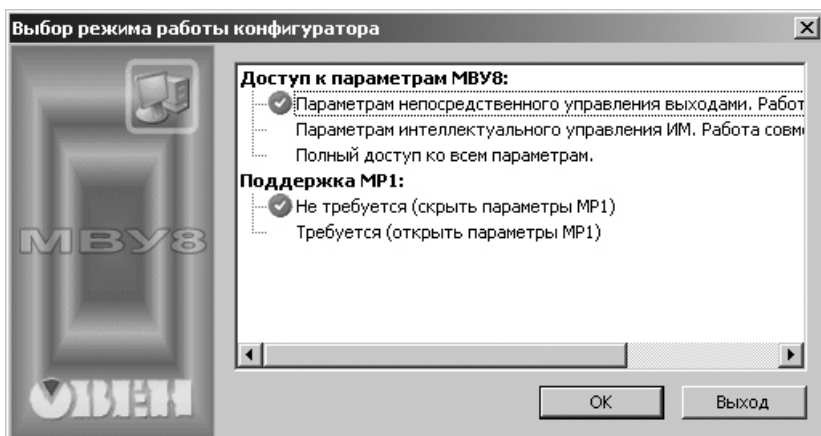 Выбор режима работы конфигуратора
Доступ к параметрам МВУ8:
Параметрам непосредственного управления выходами. Работ
Параметрам интеллектуального управления ИМ. Работа совм
Полный доступ ко всем параметрам.
Поддержка МР1:
Не требуется (скрыть параметры МР1)
Требуется (открыть параметры МР1)
МВУ8
ОВЕН
ОК
Выход